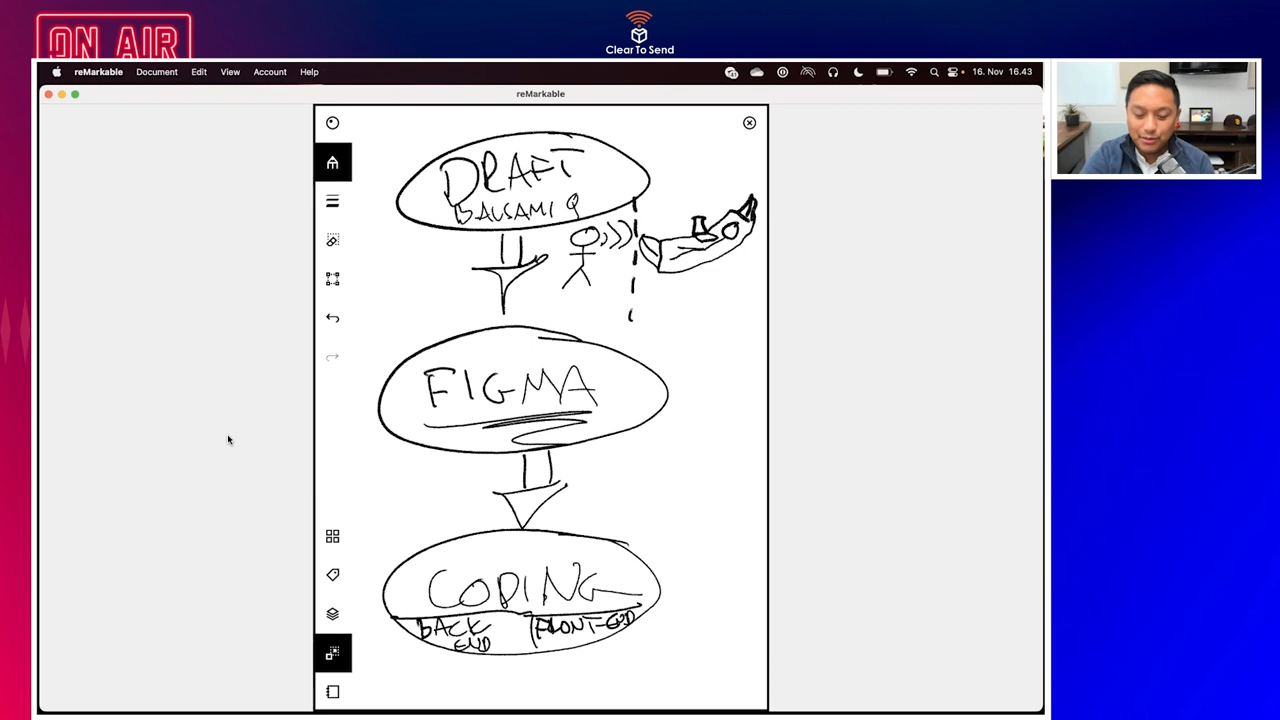 ON AIR
Clear To Send
reMarkable Document Edit View Account Help 16. Nov 16.43
reMarkable
DRAFT
BALSAMIQ
FIGMA
CODING
BACK END
FRONT-END